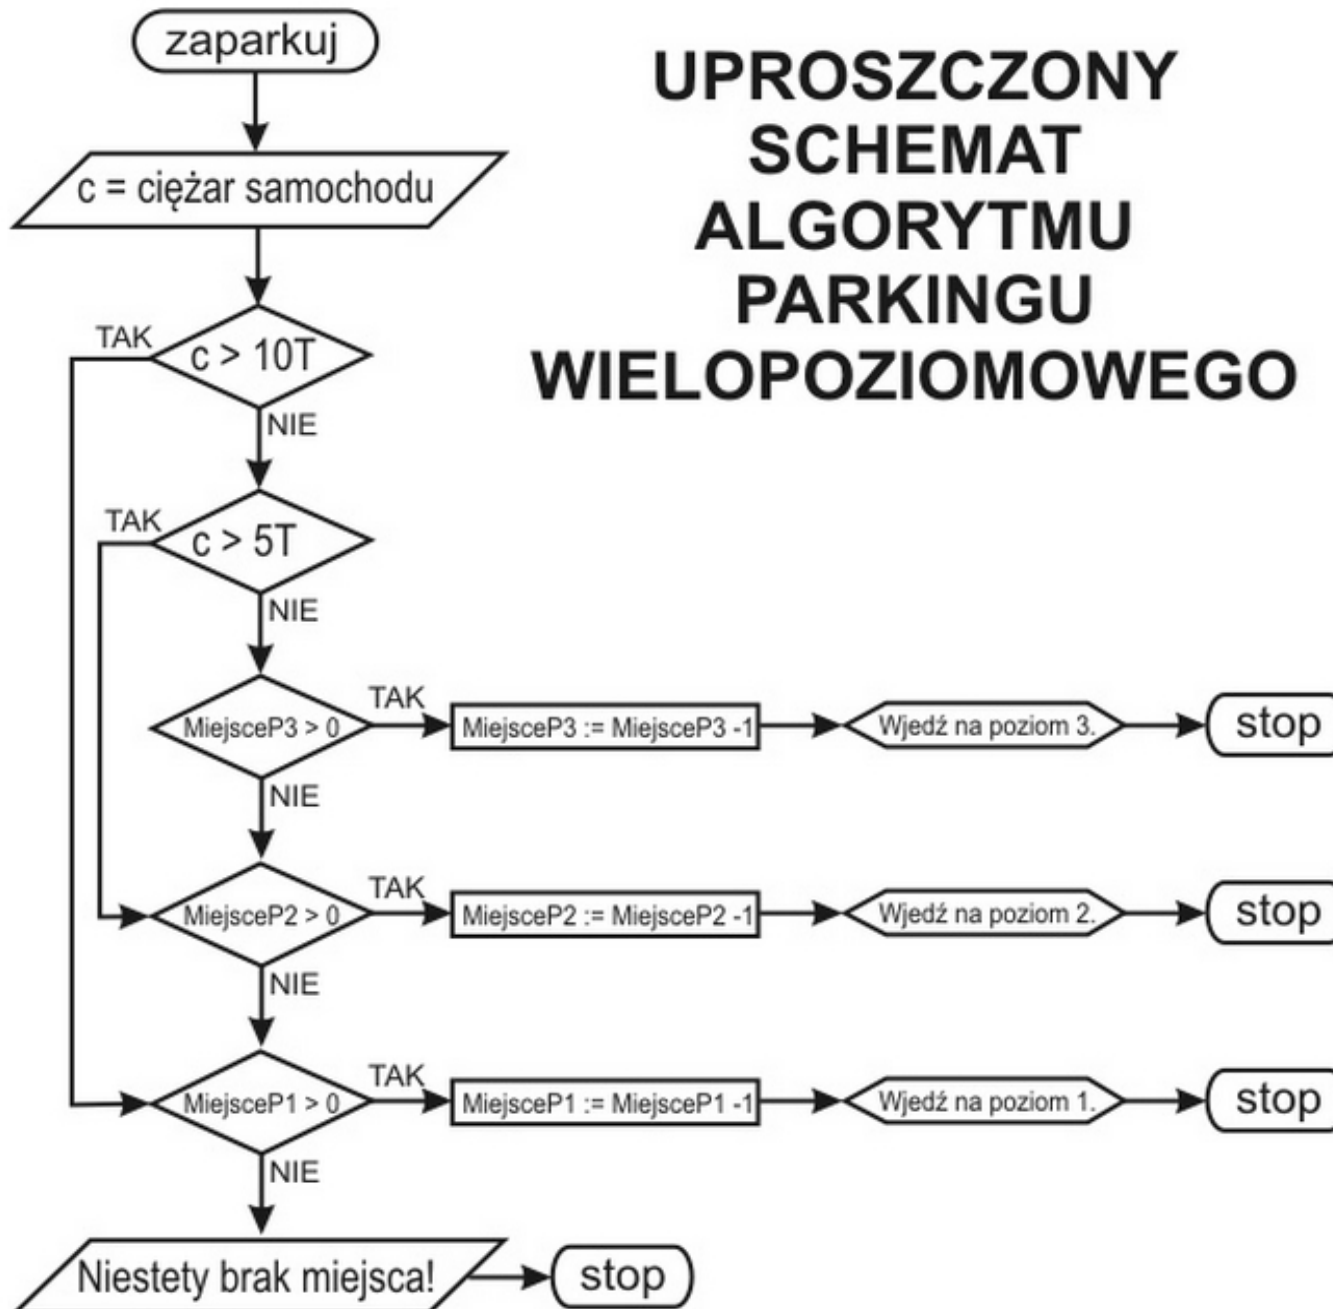 zaparkuj
UPROSZCZONY
SCHEMAT
ALGORYTMU
PARKINGU
WIELOPOZIOMOWEGO
c = ciężar samochodu
TAK
c > 10T
NIE
TAK
c > 5T
NIE
MiejsceP3 > 0
TAK
MiejsceP3 := MiejsceP3 -1
Wjedź na poziom 3.
stop
NIE
MiejsceP2 > 0
TAK
MiejsceP2 := MiejsceP2 -1
Wjedź na poziom 2.
stop
NIE
MiejsceP1 > 0
TAK
MiejsceP1 := MiejsceP1 -1
Wjedź na poziom 1.
stop
NIE
Niestety brak miejsca!
stop